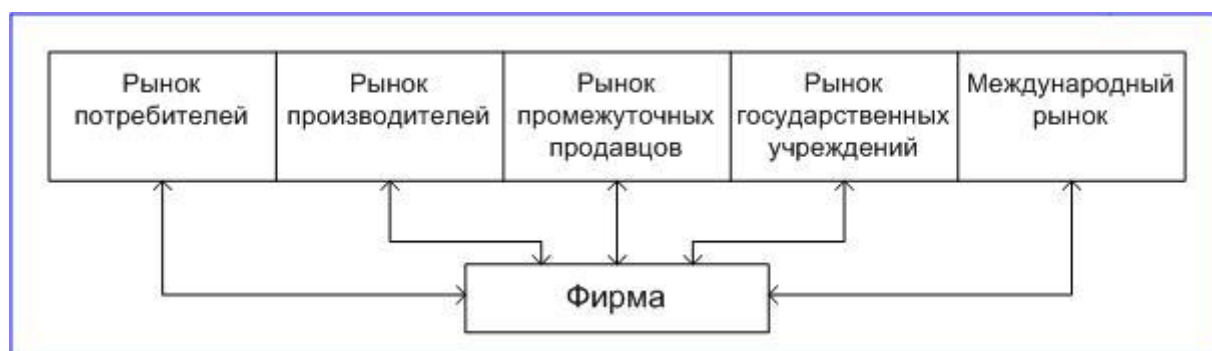 Рынок
потребителей
Рынок
производителей
Рынок
промежуточных
продавцов
Рынок
государственных
учреждений
Международный
рынок
Фирма